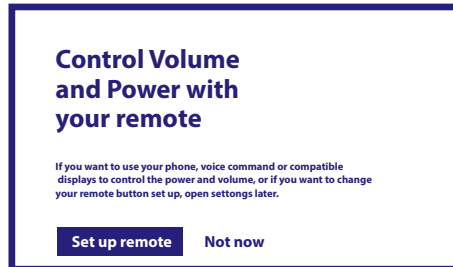 Control Volume
and Power with
your remote
If you want to use your phone, voice command or compatible
displays to control the power and volume, or if you want to change
your remote button set up, open settongs later.
Set up remote Not now